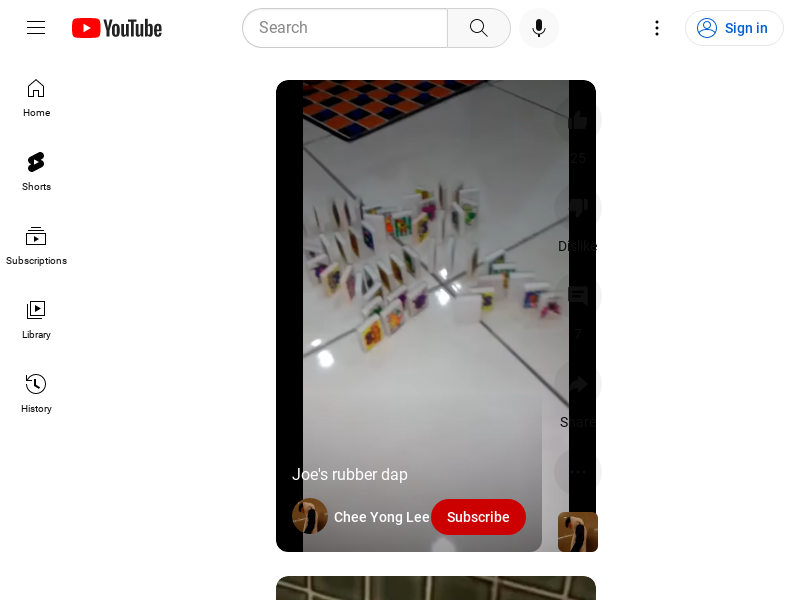 YouTube
Search
Sign in
Home
Shorts
Subscriptions
Library
History
25
Dislike
7
Share
Joe's rubber dap
Chee Yong Lee
Subscribe